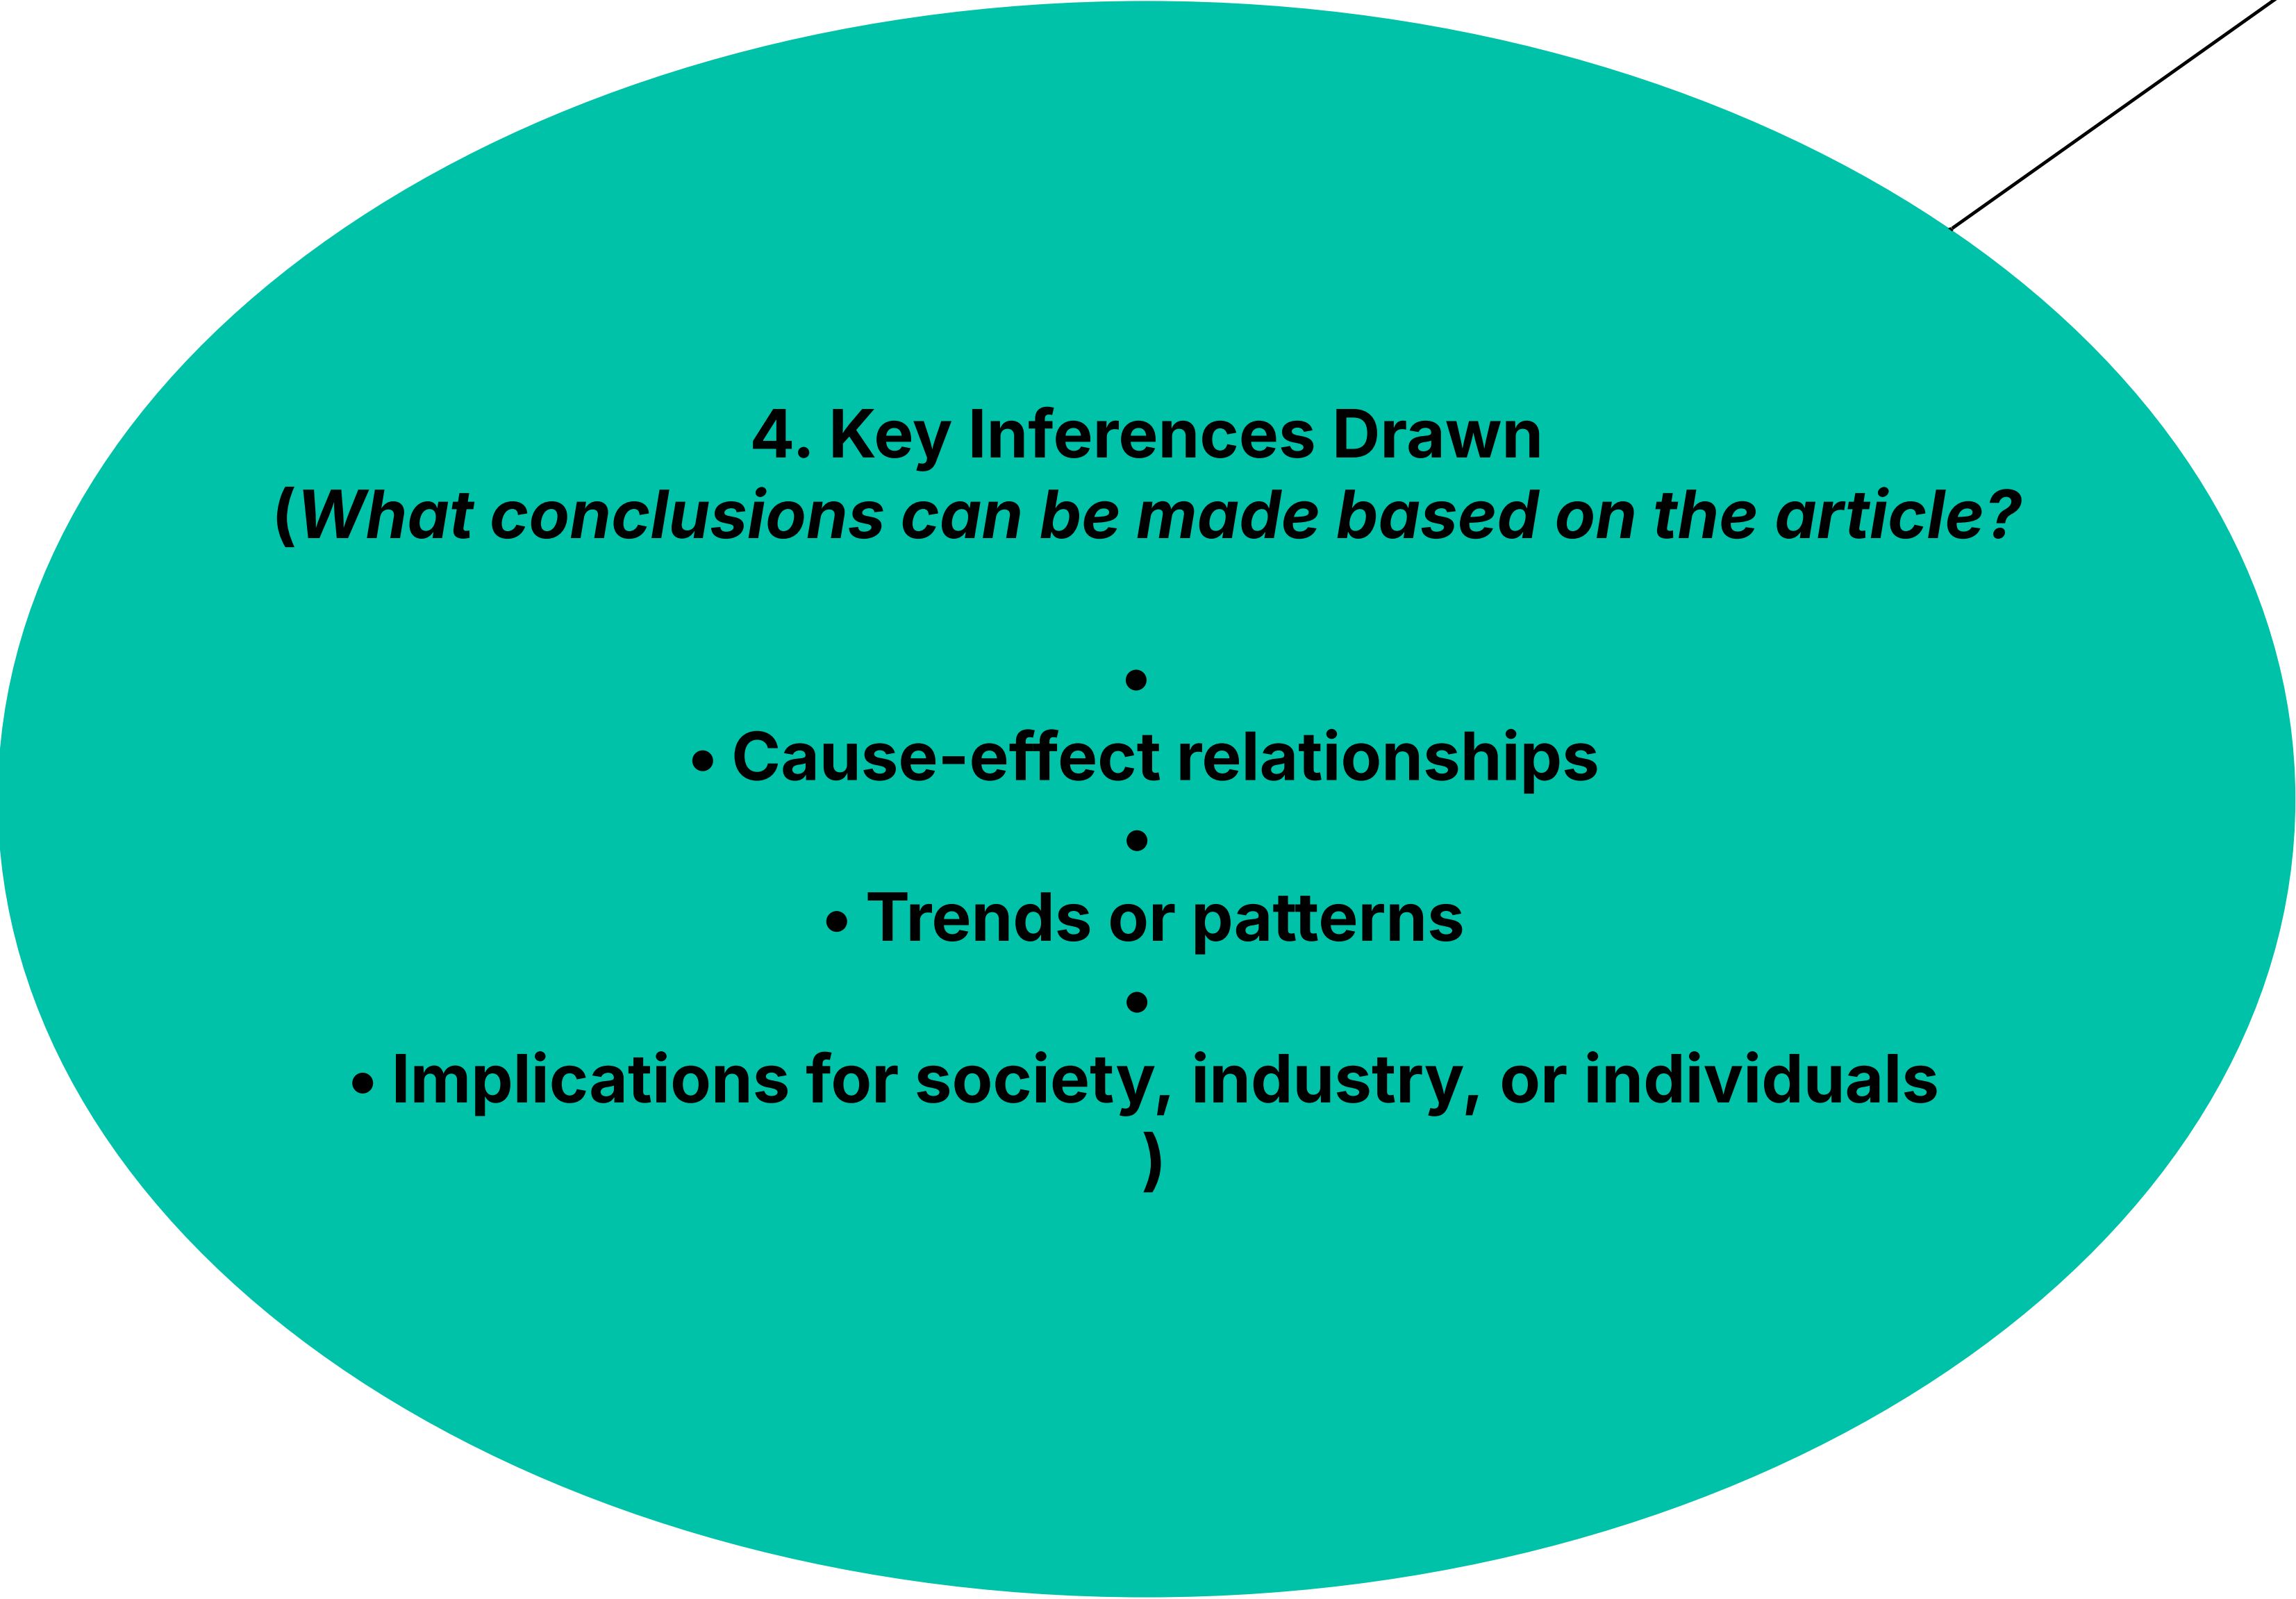 4. Key Inferences Drawn
(What conclusions can be made based on the article?
•
• Cause-effect relationships
•
• Trends or patterns
•
• Implications for society, industry, or individuals
)